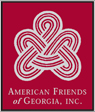 AMERICAN FRIENDS
of GEORGIA, INC.